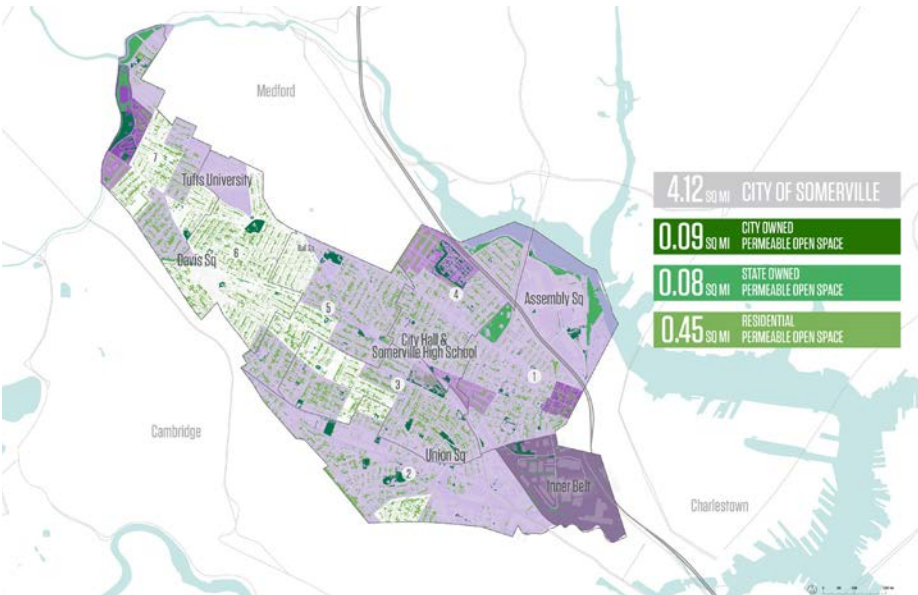 Medford
7
Tufts University
4.12 SQ MI CITY OF SOMERVILLE
0.09 SQ MI CITY OWNED
PERMEABLE OPEN SPACE
0.08 SQ MI STATE OWNED
PERMEABLE OPEN SPACE
0.45 SQ MI RESIDENTIAL
PERMEABLE OPEN SPACE
6
Ball Sq
Davis Sq
4
Assembly Sq
5
City Hall &
Somerville High School
3
1
Cambridge
Union Sq
2
Inner Belt
Charlestown